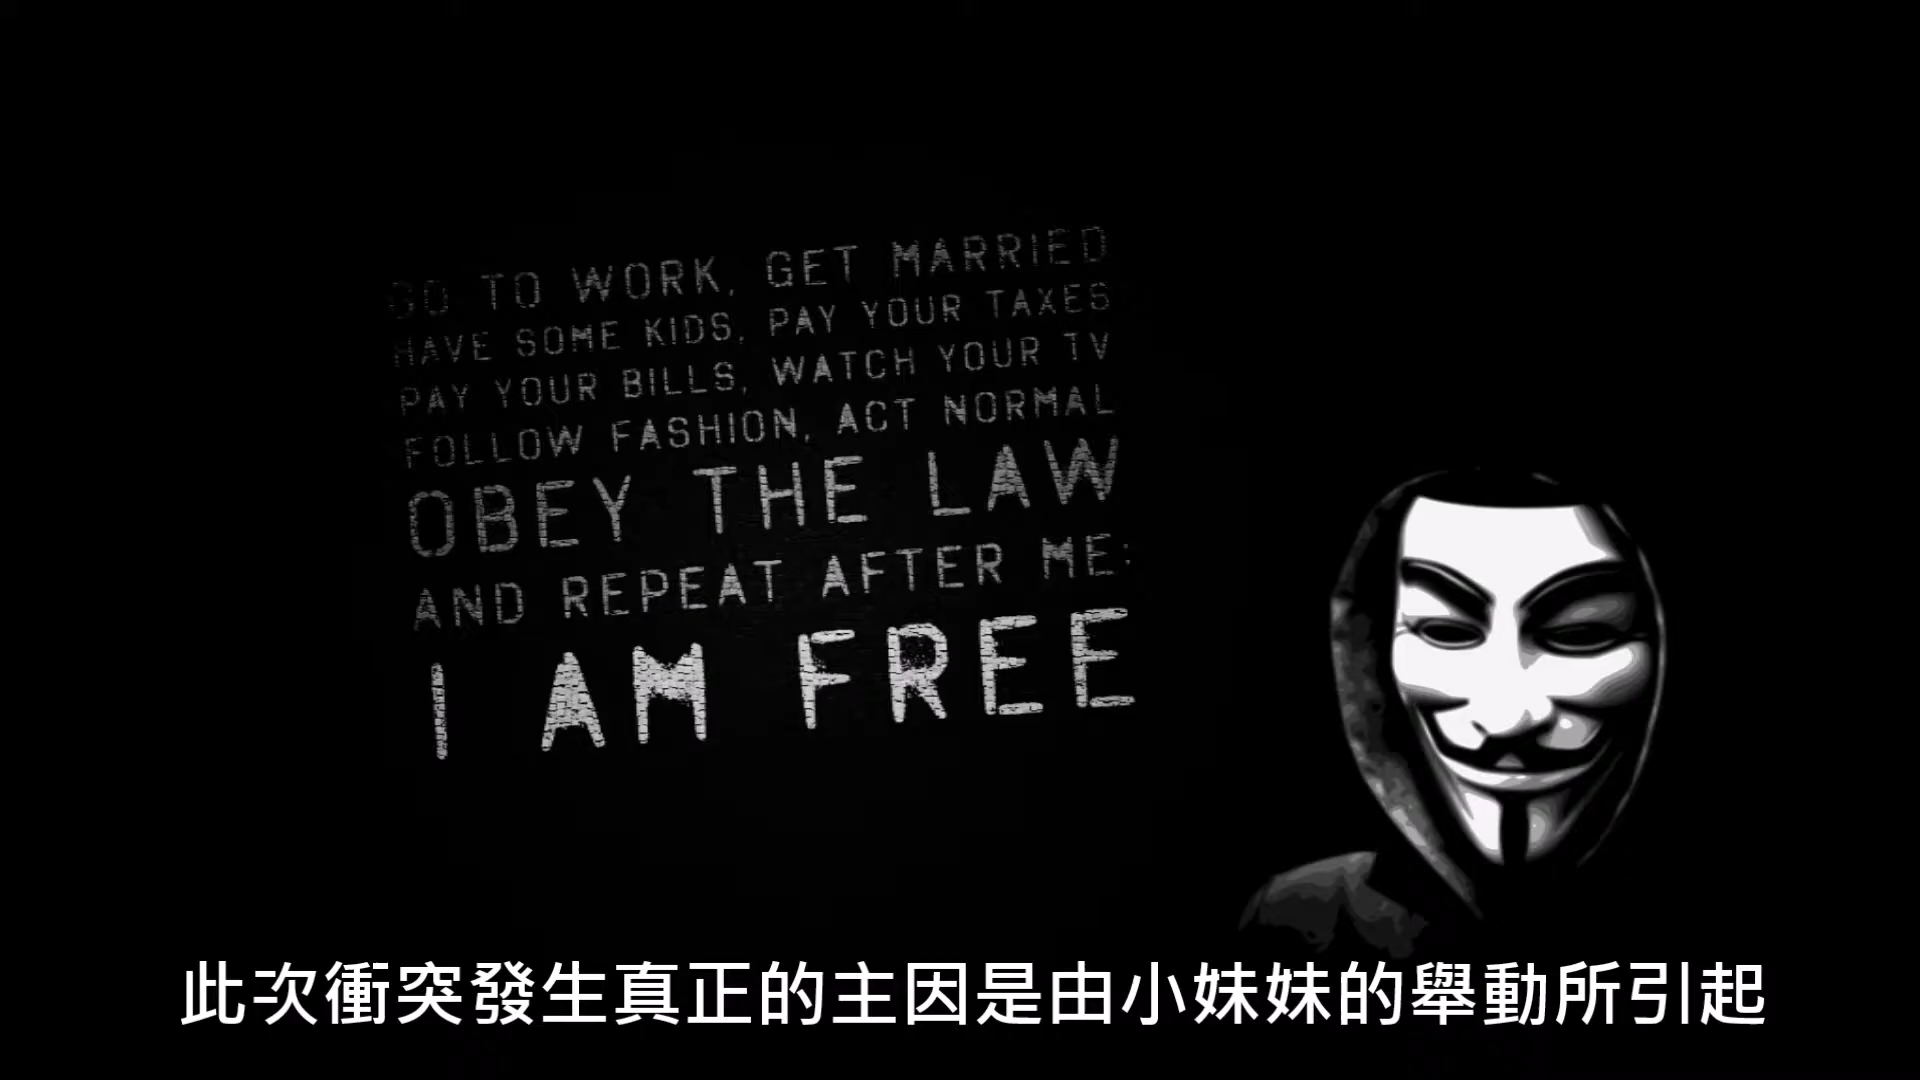 GO TO WORK, GET MARRIED
HAVE SOME KIDS, PAY YOUR TAXES
PAY YOUR BILLS, WATCH YOUR TV
FOLLOW FASHION, ACT NORMAL
OBEY THE LAW
AND REPEAT AFTER ME:
I AM FREE
此次衝突發生真正的主因是由小妹妹的舉動所引起